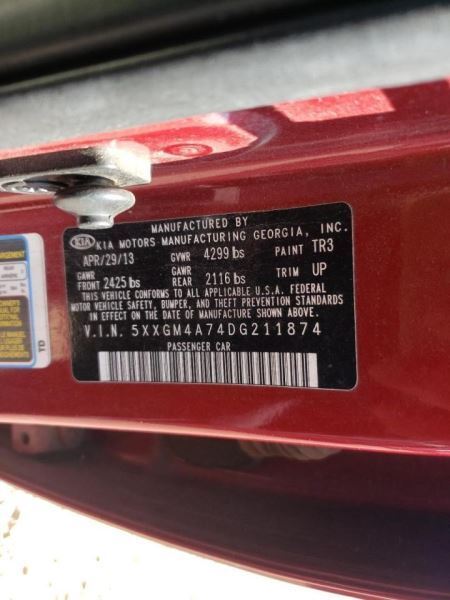 MANUFACTURED BY
KIA KIA MOTORS MANUFACTURING GEORGIA, INC.
APR/29/13 GVWR 4299 lbs PAINT TR3
GAWR FRONT 2425 lbs GAWR REAR 2116 lbs TRIM UP
THIS VEHICLE CONFORMS TO ALL APPLICABLE U.S.A. FEDERAL
MOTOR VEHICLE SAFETY, BUMPER, AND THEFT PREVENTION STANDARDS
IN EFFECT ON THE DATE OF MANUFACTURE SHOWN ABOVE.
V.I.N. 5XXGM4A74DG211874
PASSENGER CAR
TD